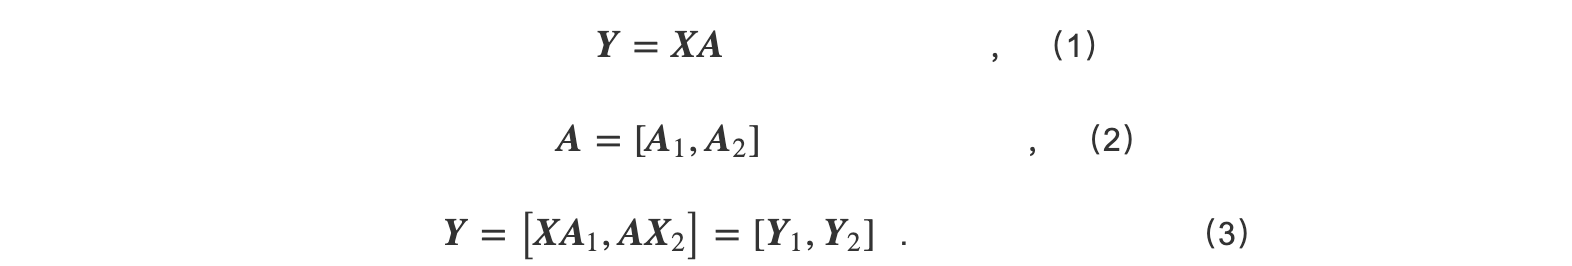 Y = XA , (1)
A = [A₁, A₂] , (2)
Y = [XA₁, AX₂] = [Y₁, Y₂] . (3)